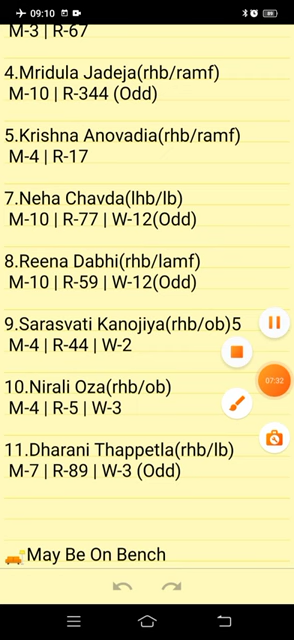 09:10
M-3 | R-67
4.Mridula Jadeja(rhb/ramf)
M-10 | R-344 (Odd)
5.Krishna Anovadia(rhb/ramf)
M-4 | R-17
7.Neha Chavda(lhb/lb)
M-10 | R-77 | W-12(Odd)
8.Reena Dabhi(rhb/lamf)
M-10 | R-59 | W-12(Odd)
9.Sarasvati Kanojiya(rhb/ob)5
M-4 | R-44 | W-2
07:32
10.Nirali Oza(rhb/ob)
M-4 | R-5 | W-3
11.Dharani Thappetla(rhb/lb)
M-7 | R-89 | W-3 (Odd)
May Be On Bench